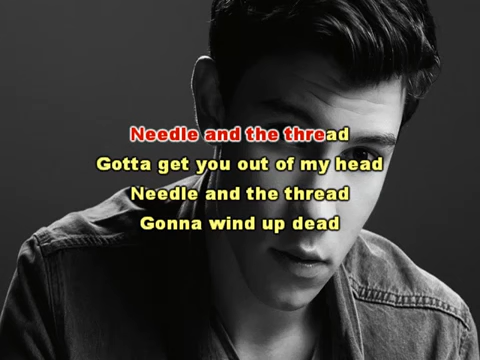 Needle and the thread
Gotta get you out of my head
Needle and the thread
Gonna wind up dead